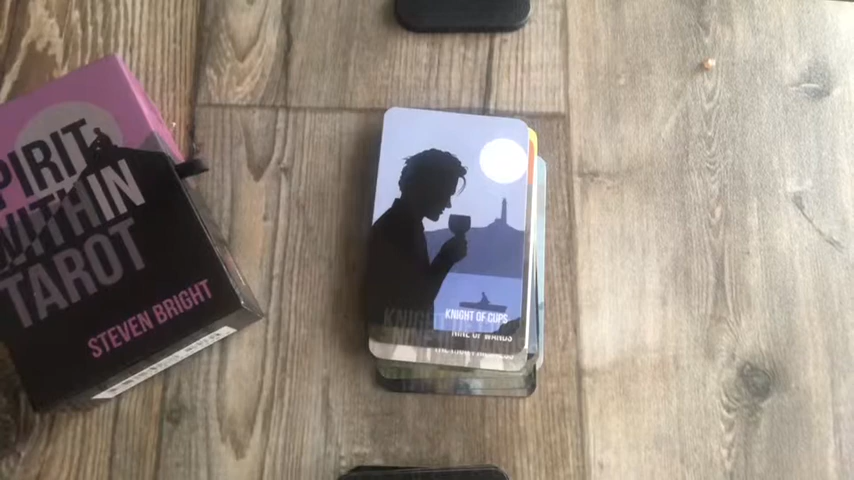 SPIRIT
WITHIN
TAROT
STEVEN BRIGHT
KNIGHT OF CUPS
NINE OF WANDS